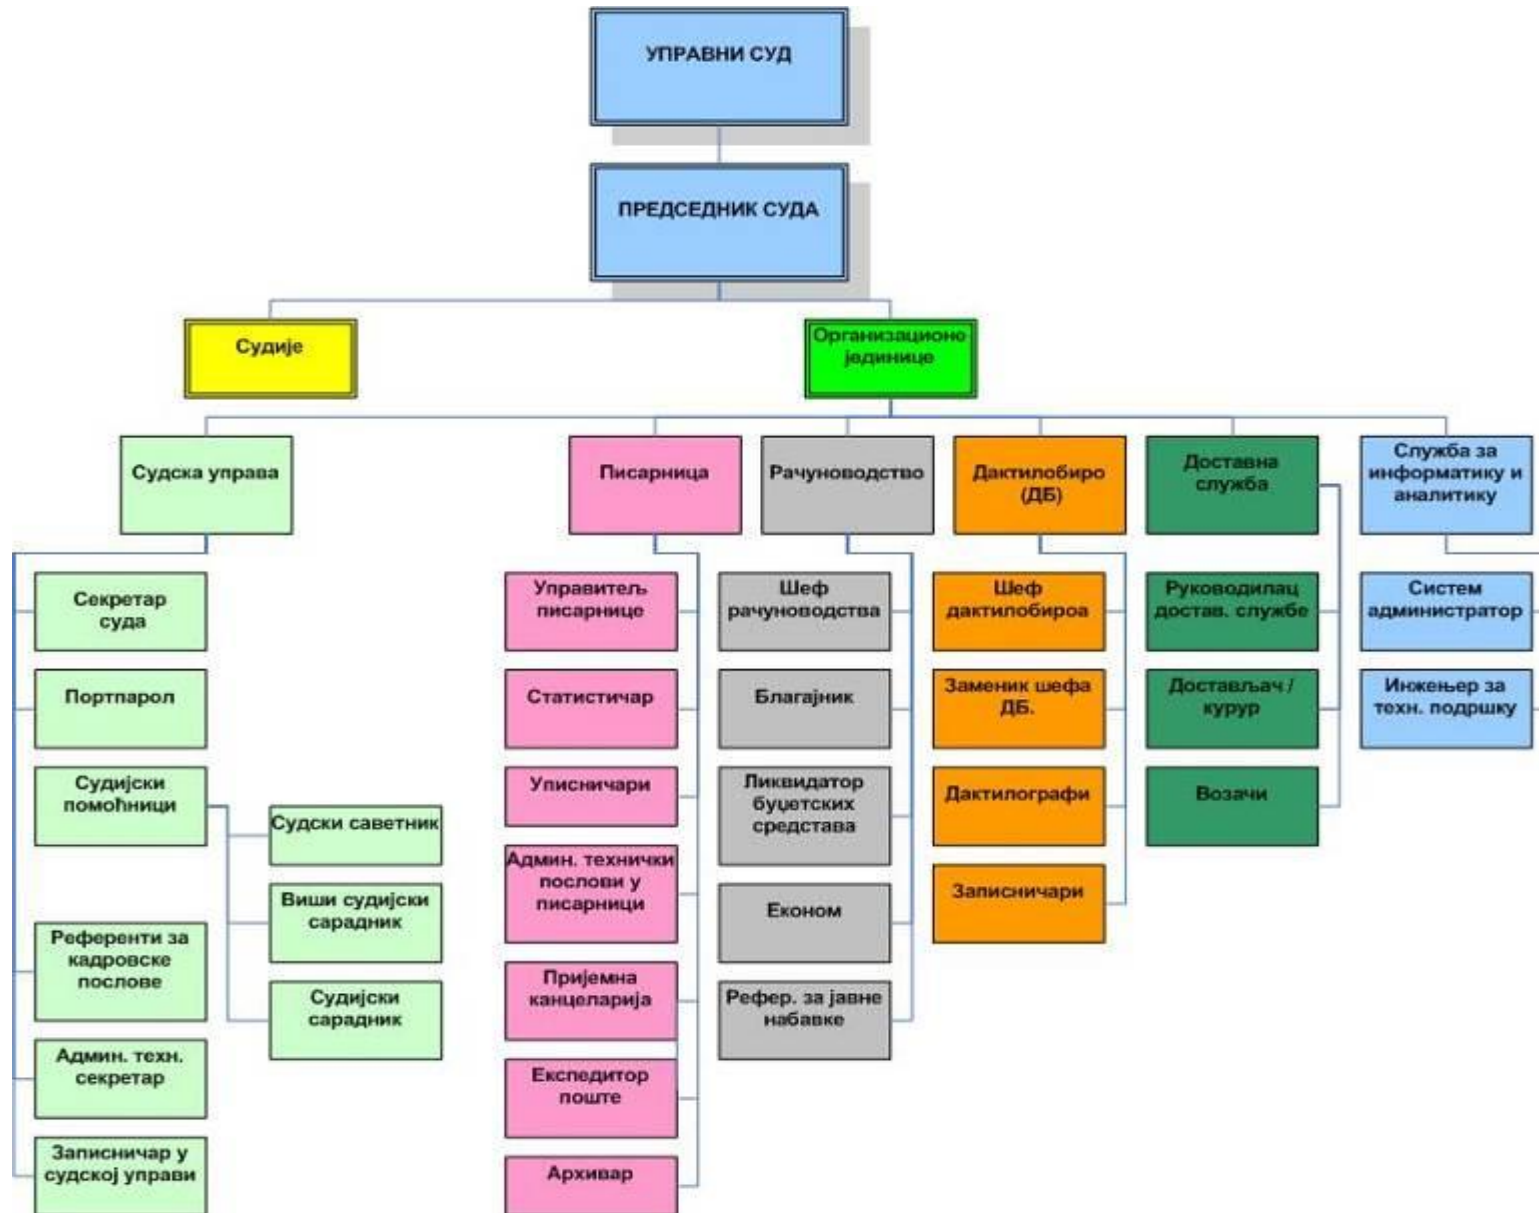 УПРАВНИ СУД
ПРЕДСЕДНИК СУДА
Судије
Организационе
јединице
Судска управа
Писарница
Рачуноводство
Дактилобиро
(ДБ)
Доставна
служба
Служба за
информатику и
аналитику
Секретар
суда
Портпарол
Судијски
помоћници
Судски саветник
Виши судијски
сарадник
Судијски
сарадник
Референти за
кадровске
послове
Админ. техн.
секретар
Записничар у
судској управи
Управитељ
писарнице
Статистичар
Уписничари
Админ. технички
послови у
писарници
Пријемна
канцеларија
Експедитор
поште
Архивар
Шеф
рачуноводства
Благајник
Ликвидатор
буџетских
средстава
Економ
Рефер. за јавне
набавке
Шеф
дактилобироа
Заменик шефа
ДБ.
Дактилографи
Записничари
Руководилац
достав. службе
Достављач /
курур
Возачи
Систем
администратор
Инжењер за
техн. подршку